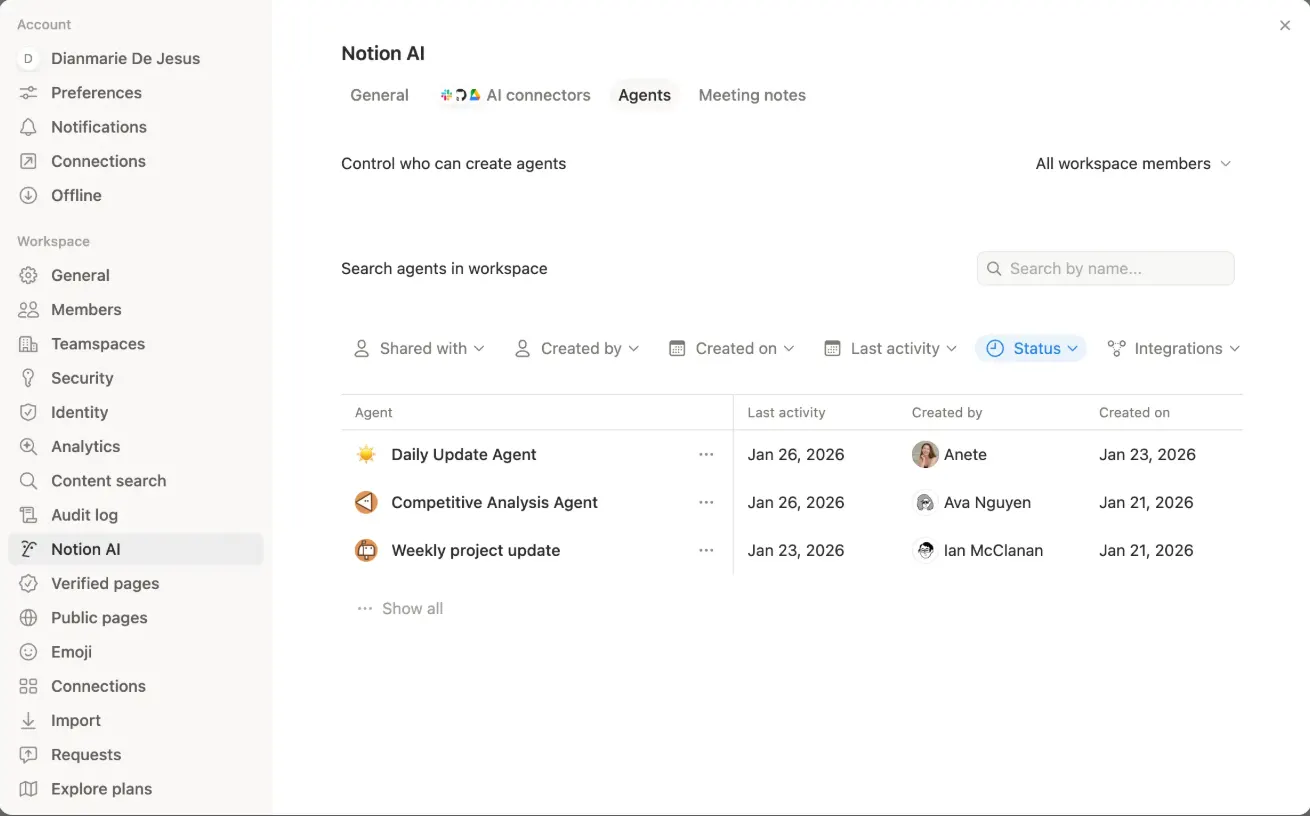 Account
D Dianmarie De Jesus
Preferences
Notifications
Connections
Offline
Workspace
General
Members
Teamspaces
Security
Identity
Analytics
Content search
Audit log
Notion AI
Verified pages
Public pages
Emoji
Connections
Import
Requests
Explore plans
Notion AI
General AI connectors Agents Meeting notes
Control who can create agents All workspace members
Search agents in workspace Search by name...
Shared with Created by Created on Last activity Status Integrations
Agent Last activity Created by Created on
Daily Update Agent Jan 26, 2026 Anete Jan 23, 2026
Competitive Analysis Agent Jan 26, 2026 Ava Nguyen Jan 21, 2026
Weekly project update Jan 23, 2026 Ian McClanan Jan 21, 2026
Show all